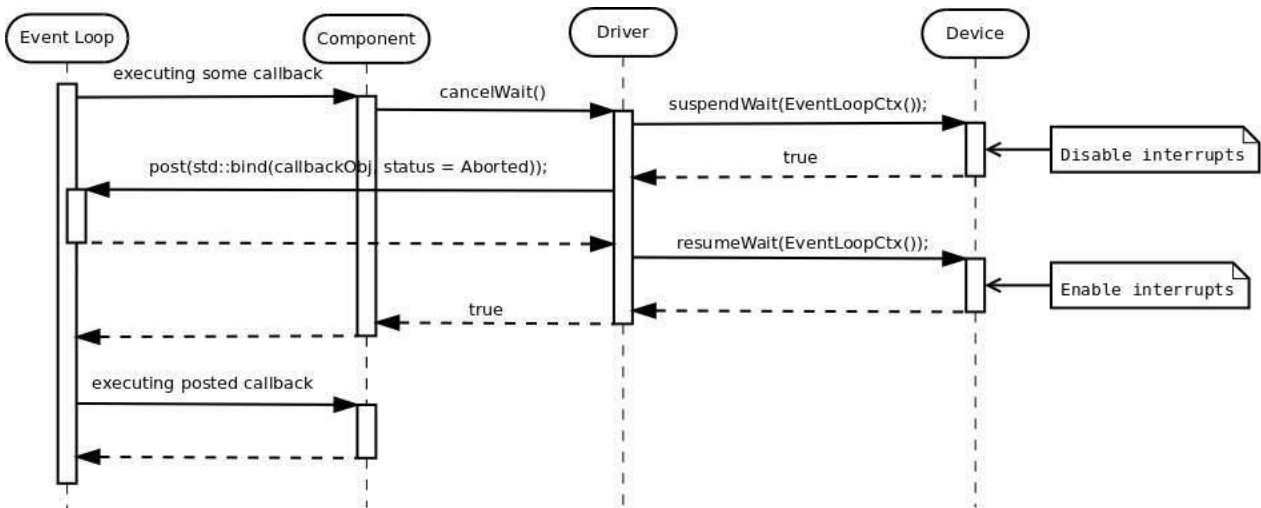 Event Loop
Component
Driver
Device
executing some callback
cancelWait()
suspendWait(EventLoopCtx());
Disable interrupts
true
post(std::bind(callbackObj, status = Aborted));
resumeWait(EventLoopCtx());
Enable interrupts
true
executing posted callback